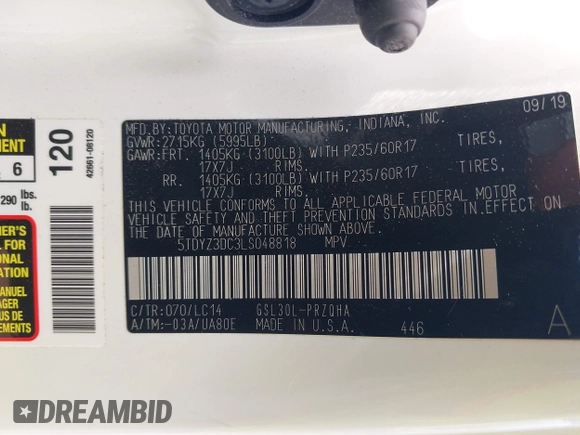 09/19
MFD.BY:TOYOTA MOTOR MANUFACTURING, INDIANA, INC.
GVWR:2715KG (5995LB)
GAWR:FRT. 1405KG (3100LB) WITH P235/60R17 TIRES,
17X7J RIMS.
RR. 1405KG (3100LB) WITH P235/60R17 TIRES,
17X7J RIMS.
THIS VEHICLE CONFORMS TO ALL APPLICABLE FEDERAL MOTOR
VEHICLE SAFETY AND THEFT PREVENTION STANDARDS IN EFFECT ON
THE DATE OF MANUFACTURE SHOWN ABOVE.
5TDYZ3DC3LS048818 MPV
C/TR:070/LC14 GSL30L-PRZQHA
A/TM:-03A/UA80E MADE IN U.S.A. 446
A
120
42661-08120
6
290 lbs.
lb.
ANUEL
AGER
DREAMBID